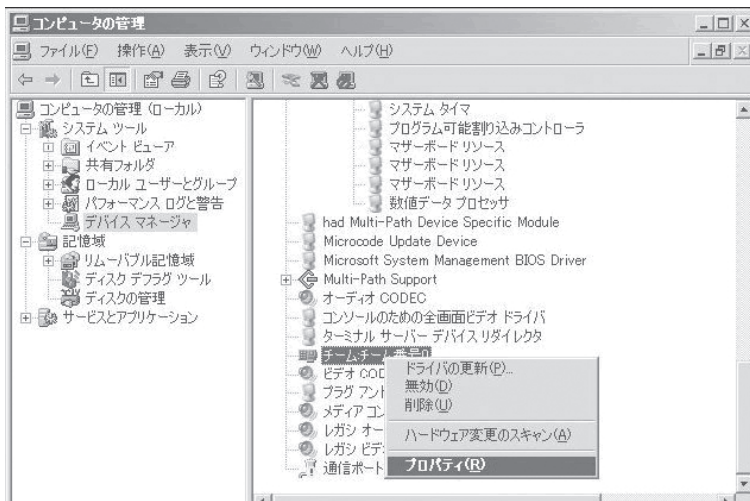 コンピュータの管理
ファイル(F) 操作(A) 表示(V) ウィンドウ(W) ヘルプ(H)
コンピュータの管理 (ローカル)
システム ツール
イベント ビューア
共有フォルダ
ローカル ユーザーとグループ
パフォーマンス ログと警告
デバイス マネージャ
記憶域
リムーバブル記憶域
ディスク デフラグ ツール
ディスクの管理
サービスとアプリケーション
システム タイマ
プログラム可能割り込みコントローラ
マザーボード リソース
マザーボード リソース
マザーボード リソース
数値データ プロセッサ
had Multi-Path Device Specific Module
Microcode Update Device
Microsoft System Management BIOS Driver
Multi-Path Support
オーディオ CODEC
コンソールのための全画面ビデオ ドライバ
ターミナル サーバー デバイス リダイレクタ
チーム:チーム番号0
ビデオ COD
プラグ アント
メディア コン
レガシ オー
レガシ ビデ
通信ポート
ドライバの更新(P)...
無効(D)
削除(U)
ハードウェア変更のスキャン(A)
プロパティ(R)